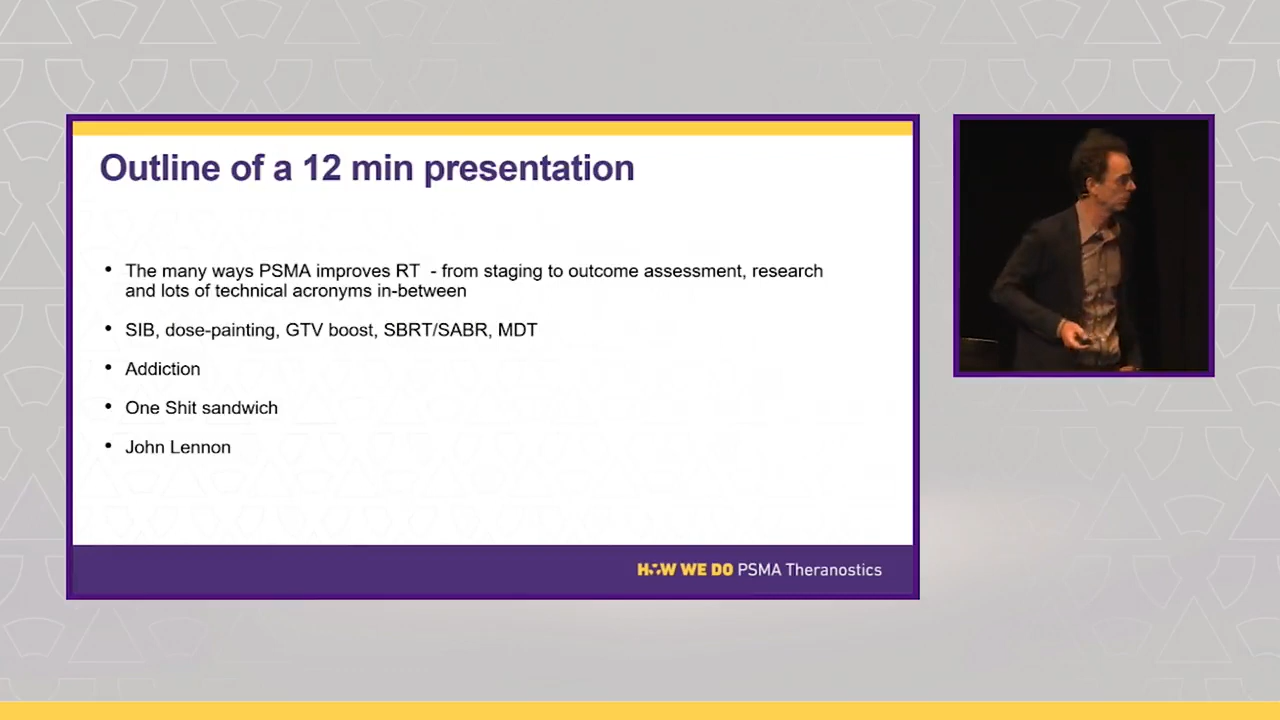 Outline of a 12 min presentation
• The many ways PSMA improves RT - from staging to outcome assessment, research
and lots of technical acronyms in-between
• SIB, dose-painting, GTV boost, SBRT/SABR, MDT
• Addiction
• One Shit sandwich
• John Lennon
HOW WE DO PSMA Theranostics